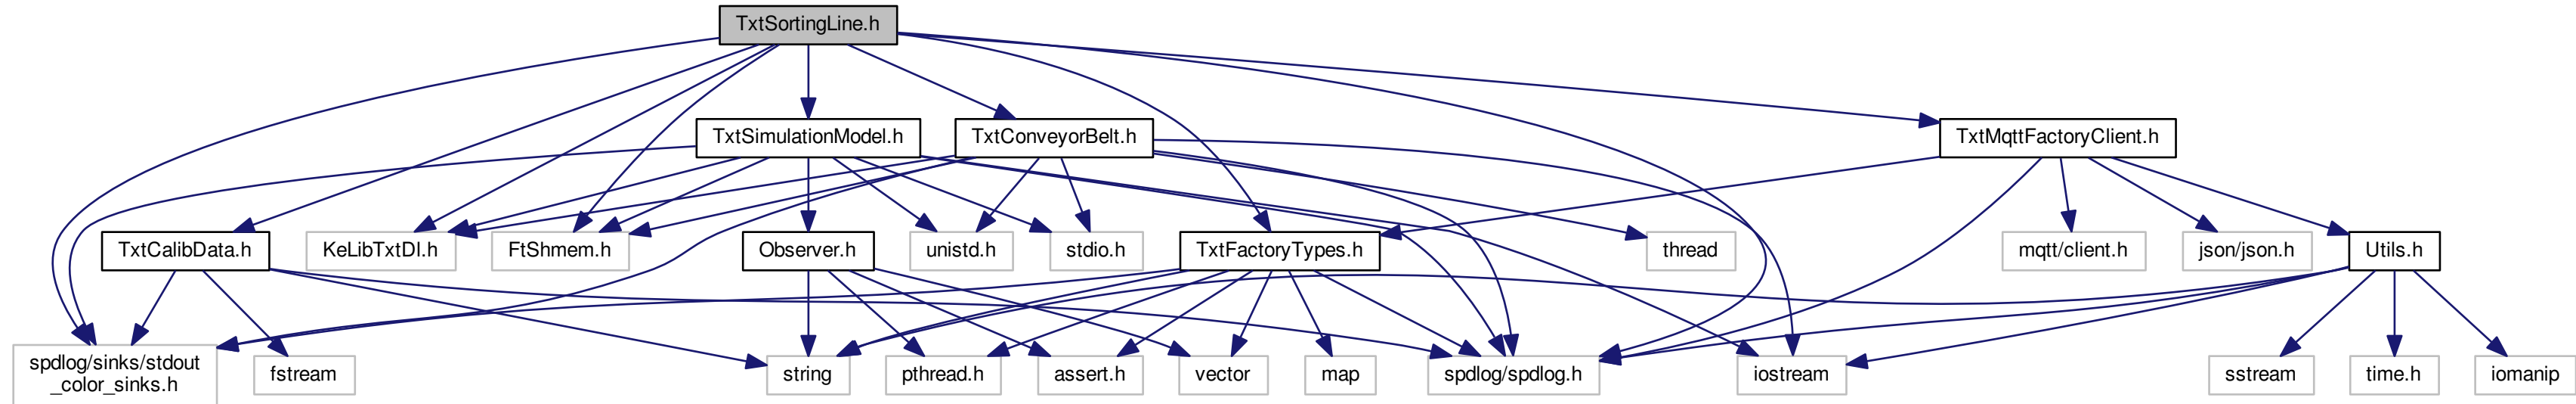 TxtSortingLine.h
TxtSimulationModel.h
TxtConveyorBelt.h
TxtMqttFactoryClient.h
TxtCalibData.h
KeLibTxtDl.h
FtShmem.h
Observer.h
unistd.h
stdio.h
TxtFactoryTypes.h
thread
mqtt/client.h
json/json.h
Utils.h
spdlog/sinks/stdout
_color_sinks.h
fstream
string
pthread.h
assert.h
vector
map
spdlog/spdlog.h
iostream
sstream
time.h
iomanip